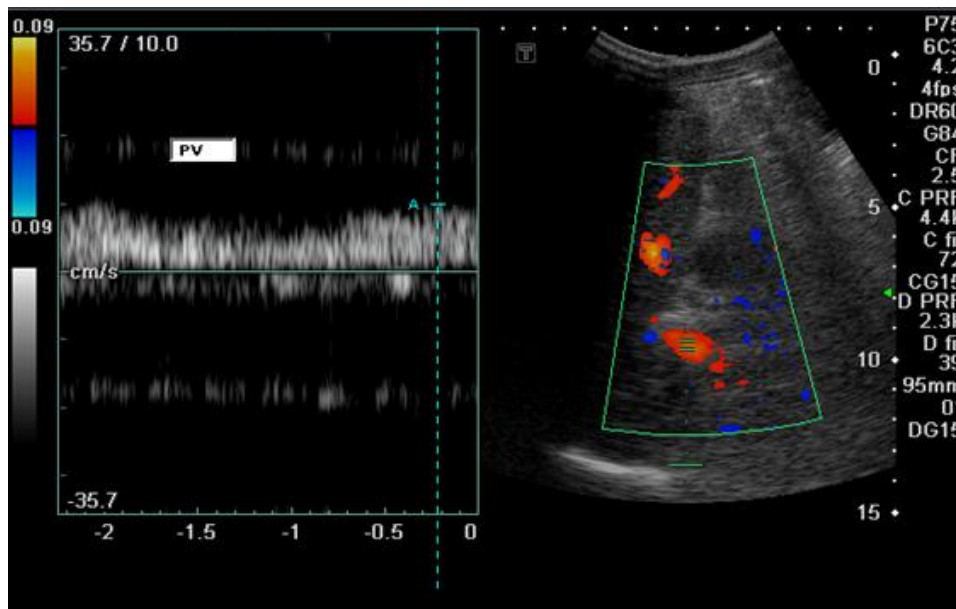 0.09
0.09
35.7 / 10.0
PV
A
cm/s
-35.7
-2
-1.5
-1
-0.5
0
T
0
5
10
15
P75
6C3
4.2
4fps
DR60
G84
CF
2.5
C PRF
4.4k
C fi
72
CG15
D PRF
2.3k
D fi
39
95mm
DG15